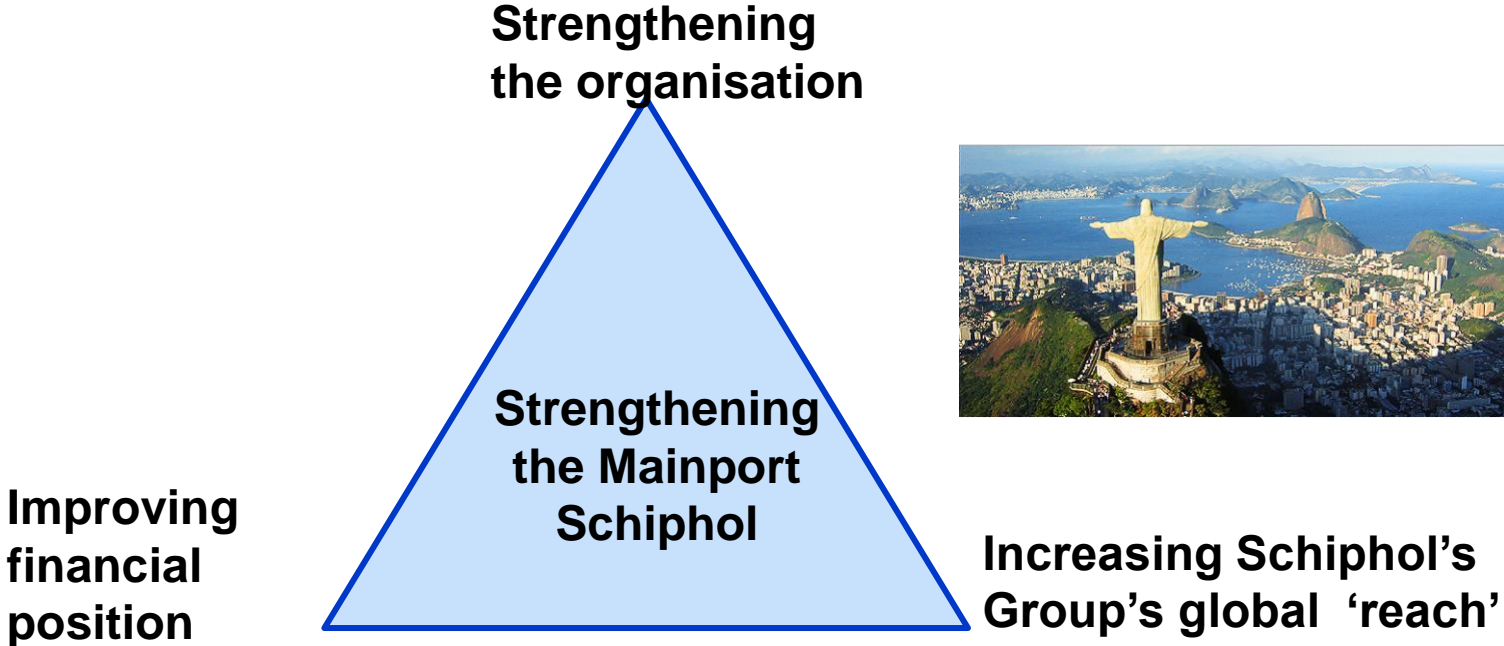 Strengthening
the organisation
Strengthening
the Mainport
Schiphol
Improving
financial
position
Increasing Schiphol’s
Group’s global  ‘reach’